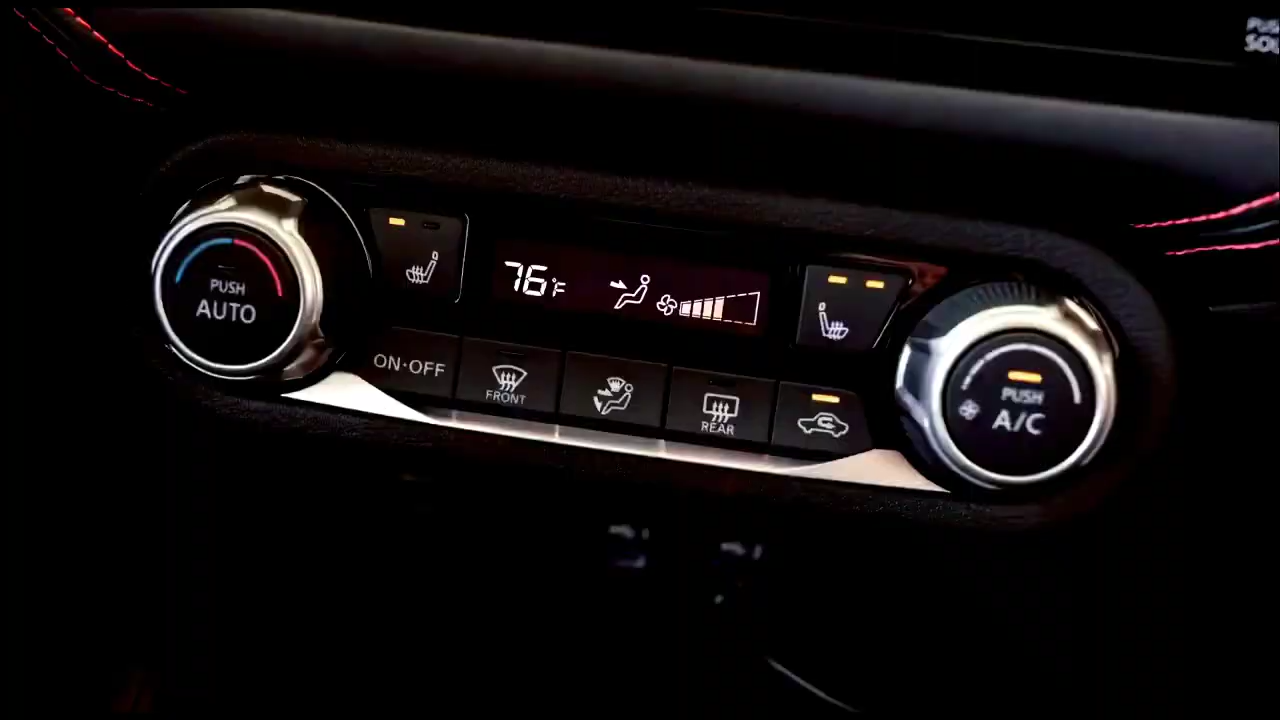 PUSH
AUTO
76°F
ON·OFF
FRONT
REAR
PUSH
A/C